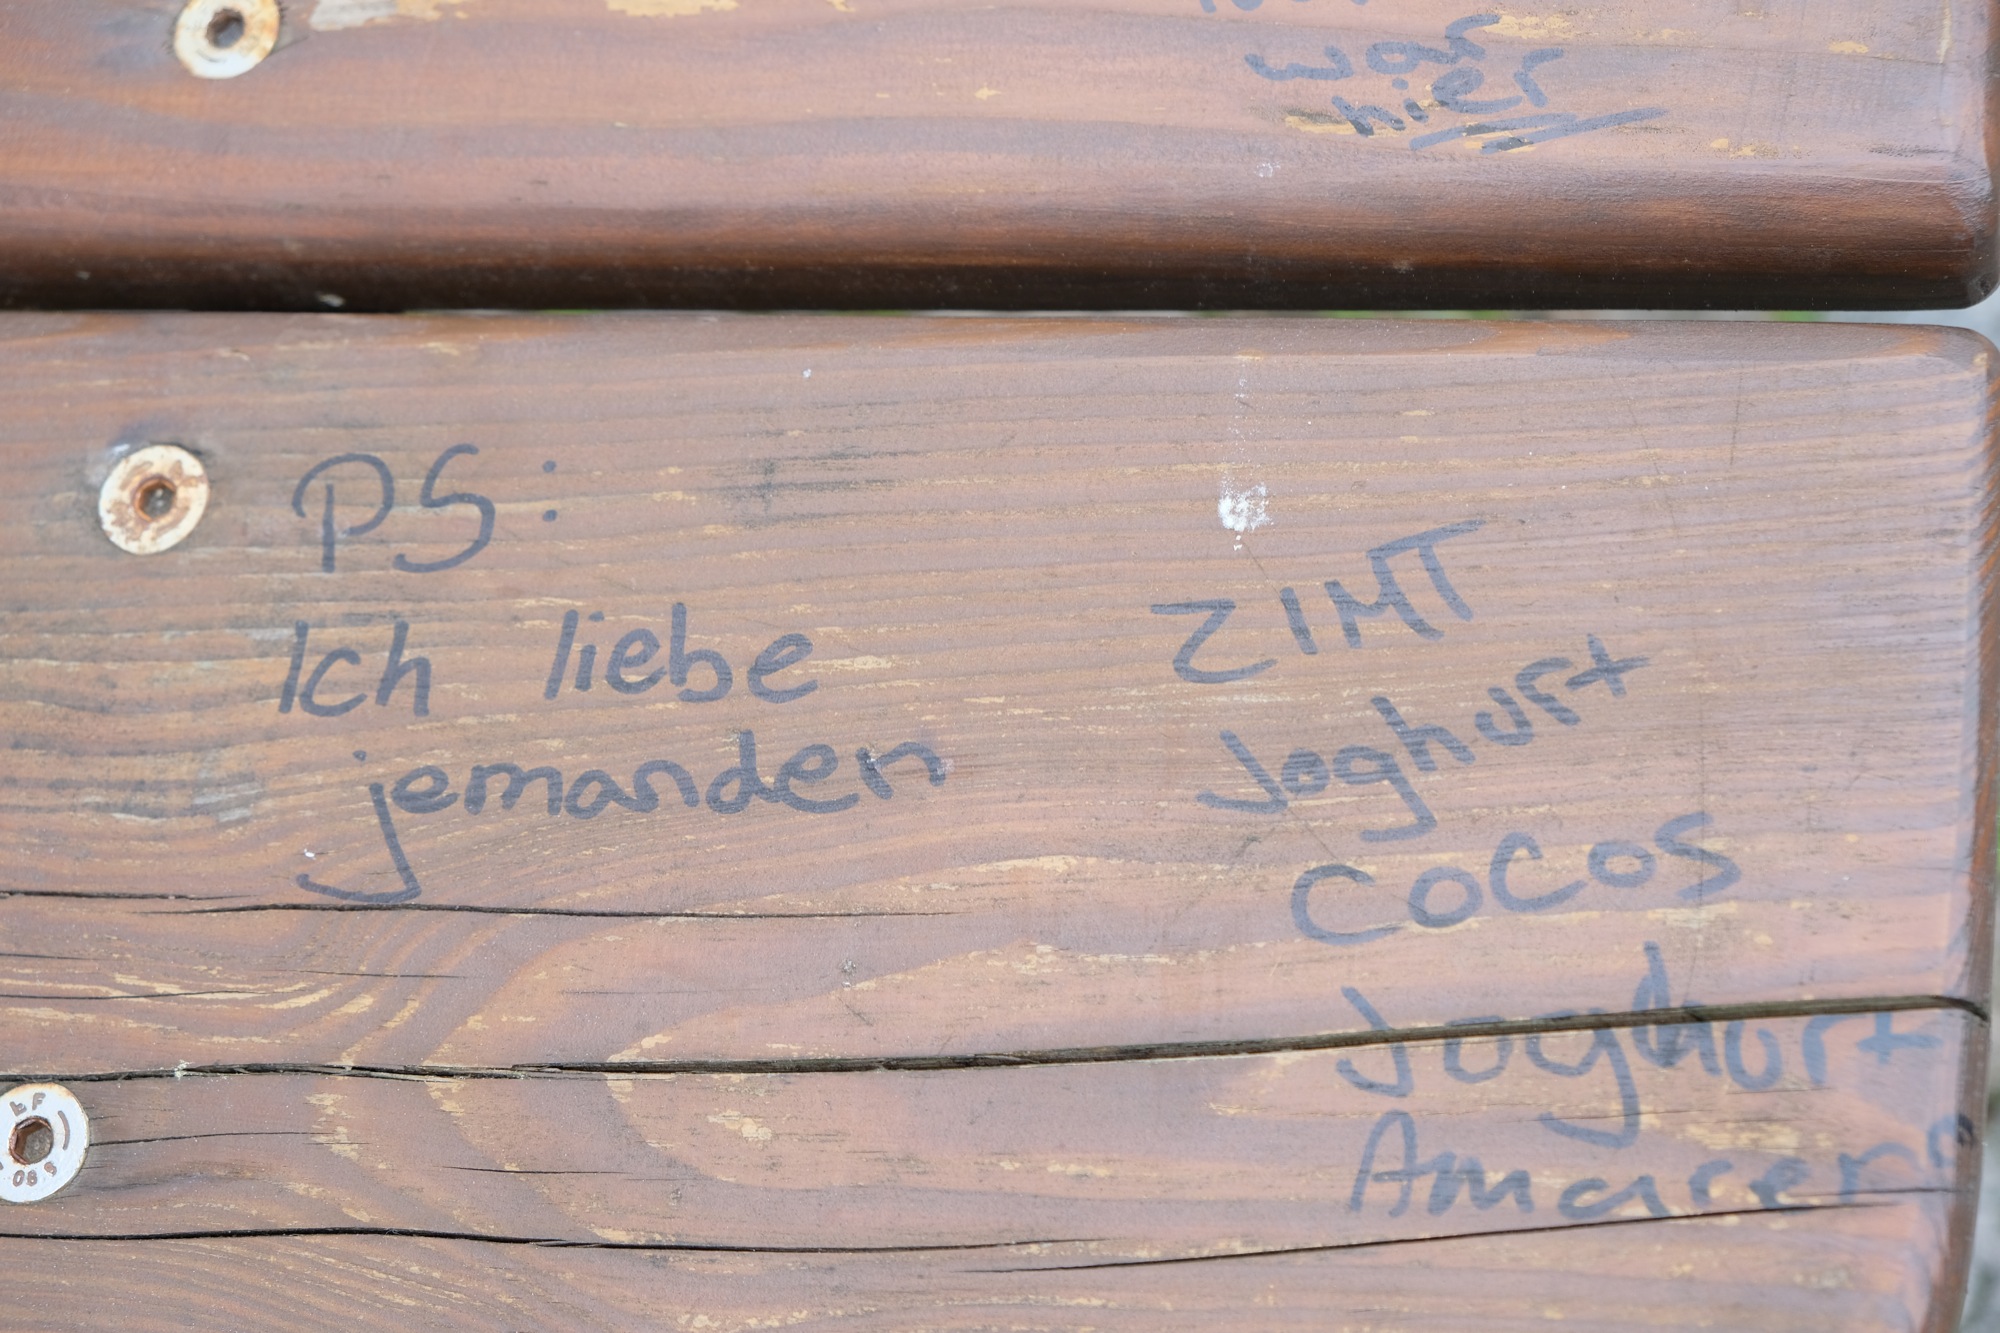 war
hier
PS:
Ich liebe
jemanden
ZIMT
Joghurt
COCOS
Joghurt